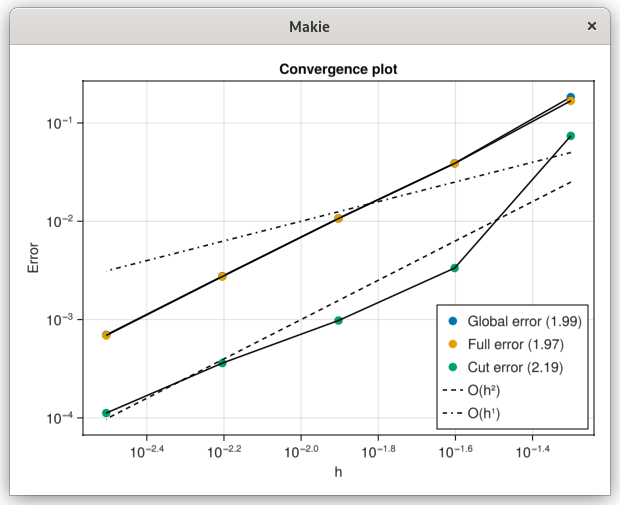 Makie ×
Convergence plot
Error
10⁻¹
10⁻²
10⁻³
10⁻⁴
Global error (1.99)
Full error (1.97)
Cut error (2.19)
O(h²)
O(h¹)
10⁻²·⁴ 10⁻²·² 10⁻²·⁰ 10⁻¹·⁸ 10⁻¹·⁶ 10⁻¹·⁴
h